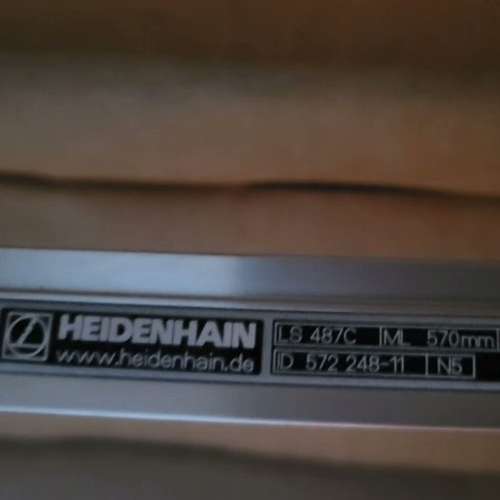 HEIDENHAIN
www.heidenhain.de
LS 487C ML 570mm
ID 572 248-11 N5